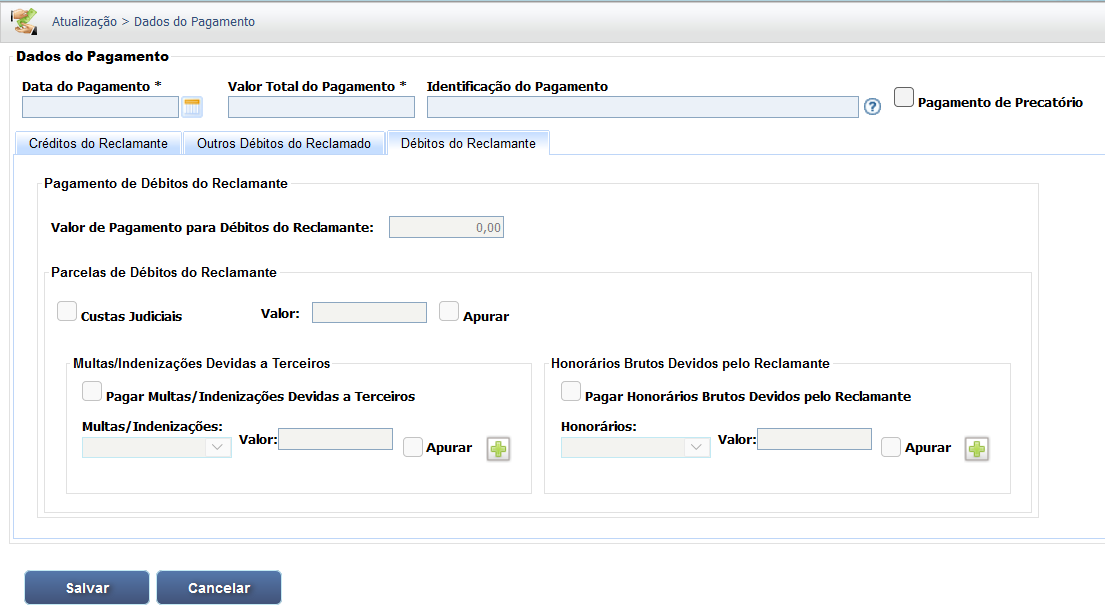 Atualização > Dados do Pagamento
Dados do Pagamento
Data do Pagamento * Valor Total do Pagamento * Identificação do Pagamento
? Pagamento de Precatório
Créditos do Reclamante Outros Débitos do Reclamado Débitos do Reclamante
Pagamento de Débitos do Reclamante
Valor de Pagamento para Débitos do Reclamante: 0,00
Parcelas de Débitos do Reclamante
Custas Judiciais Valor: Apurar
Multas/Indenizações Devidas a Terceiros
Pagar Multas/Indenizações Devidas a Terceiros
Multas/Indenizações:
Valor: Apurar
Honorários Brutos Devidos pelo Reclamante
Pagar Honorários Brutos Devidos pelo Reclamante
Honorários:
Valor: Apurar
Salvar Cancelar